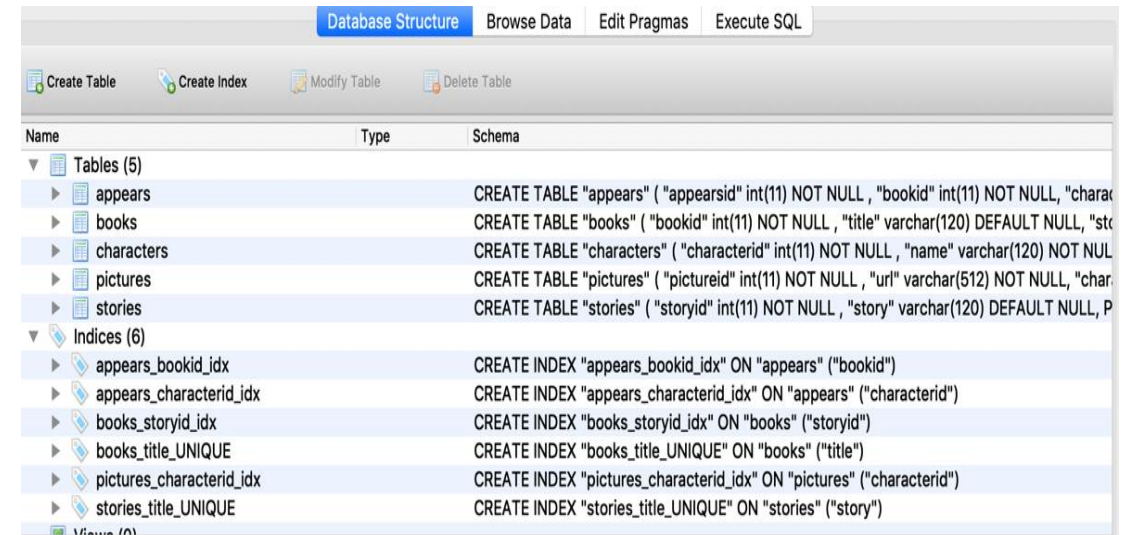 Database Structure Browse Data Edit Pragmas Execute SQL
Create Table Create Index Modify Table Delete Table
Name Type Schema
Tables (5)
appears CREATE TABLE "appears" ( "appearsid" int(11) NOT NULL , "bookid" int(11) NOT NULL, "charac
books CREATE TABLE "books" ( "bookid" int(11) NOT NULL , "title" varchar(120) DEFAULT NULL, "sto
characters CREATE TABLE "characters" ( "characterid" int(11) NOT NULL , "name" varchar(120) NOT NUL
pictures CREATE TABLE "pictures" ( "pictureid" int(11) NOT NULL , "url" varchar(512) NOT NULL, "char
stories CREATE TABLE "stories" ( "storyid" int(11) NOT NULL , "story" varchar(120) DEFAULT NULL, P
Indices (6)
appears_bookid_idx CREATE INDEX "appears_bookid_idx" ON "appears" ("bookid")
appears_characterid_idx CREATE INDEX "appears_characterid_idx" ON "appears" ("characterid")
books_storyid_idx CREATE INDEX "books_storyid_idx" ON "books" ("storyid")
books_title_UNIQUE CREATE INDEX "books_title_UNIQUE" ON "books" ("title")
pictures_characterid_idx CREATE INDEX "pictures_characterid_idx" ON "pictures" ("characterid")
stories_title_UNIQUE CREATE INDEX "stories_title_UNIQUE" ON "stories" ("story")
Views (0)